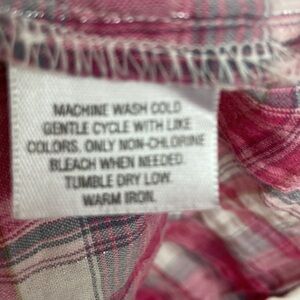 MACHINE WASH COLD
GENTLE CYCLE WITH LIKE
COLORS, ONLY NON-CHLORINE
BLEACH WHEN NEEDED.
TUMBLE DRY LOW.
WARM IRON.